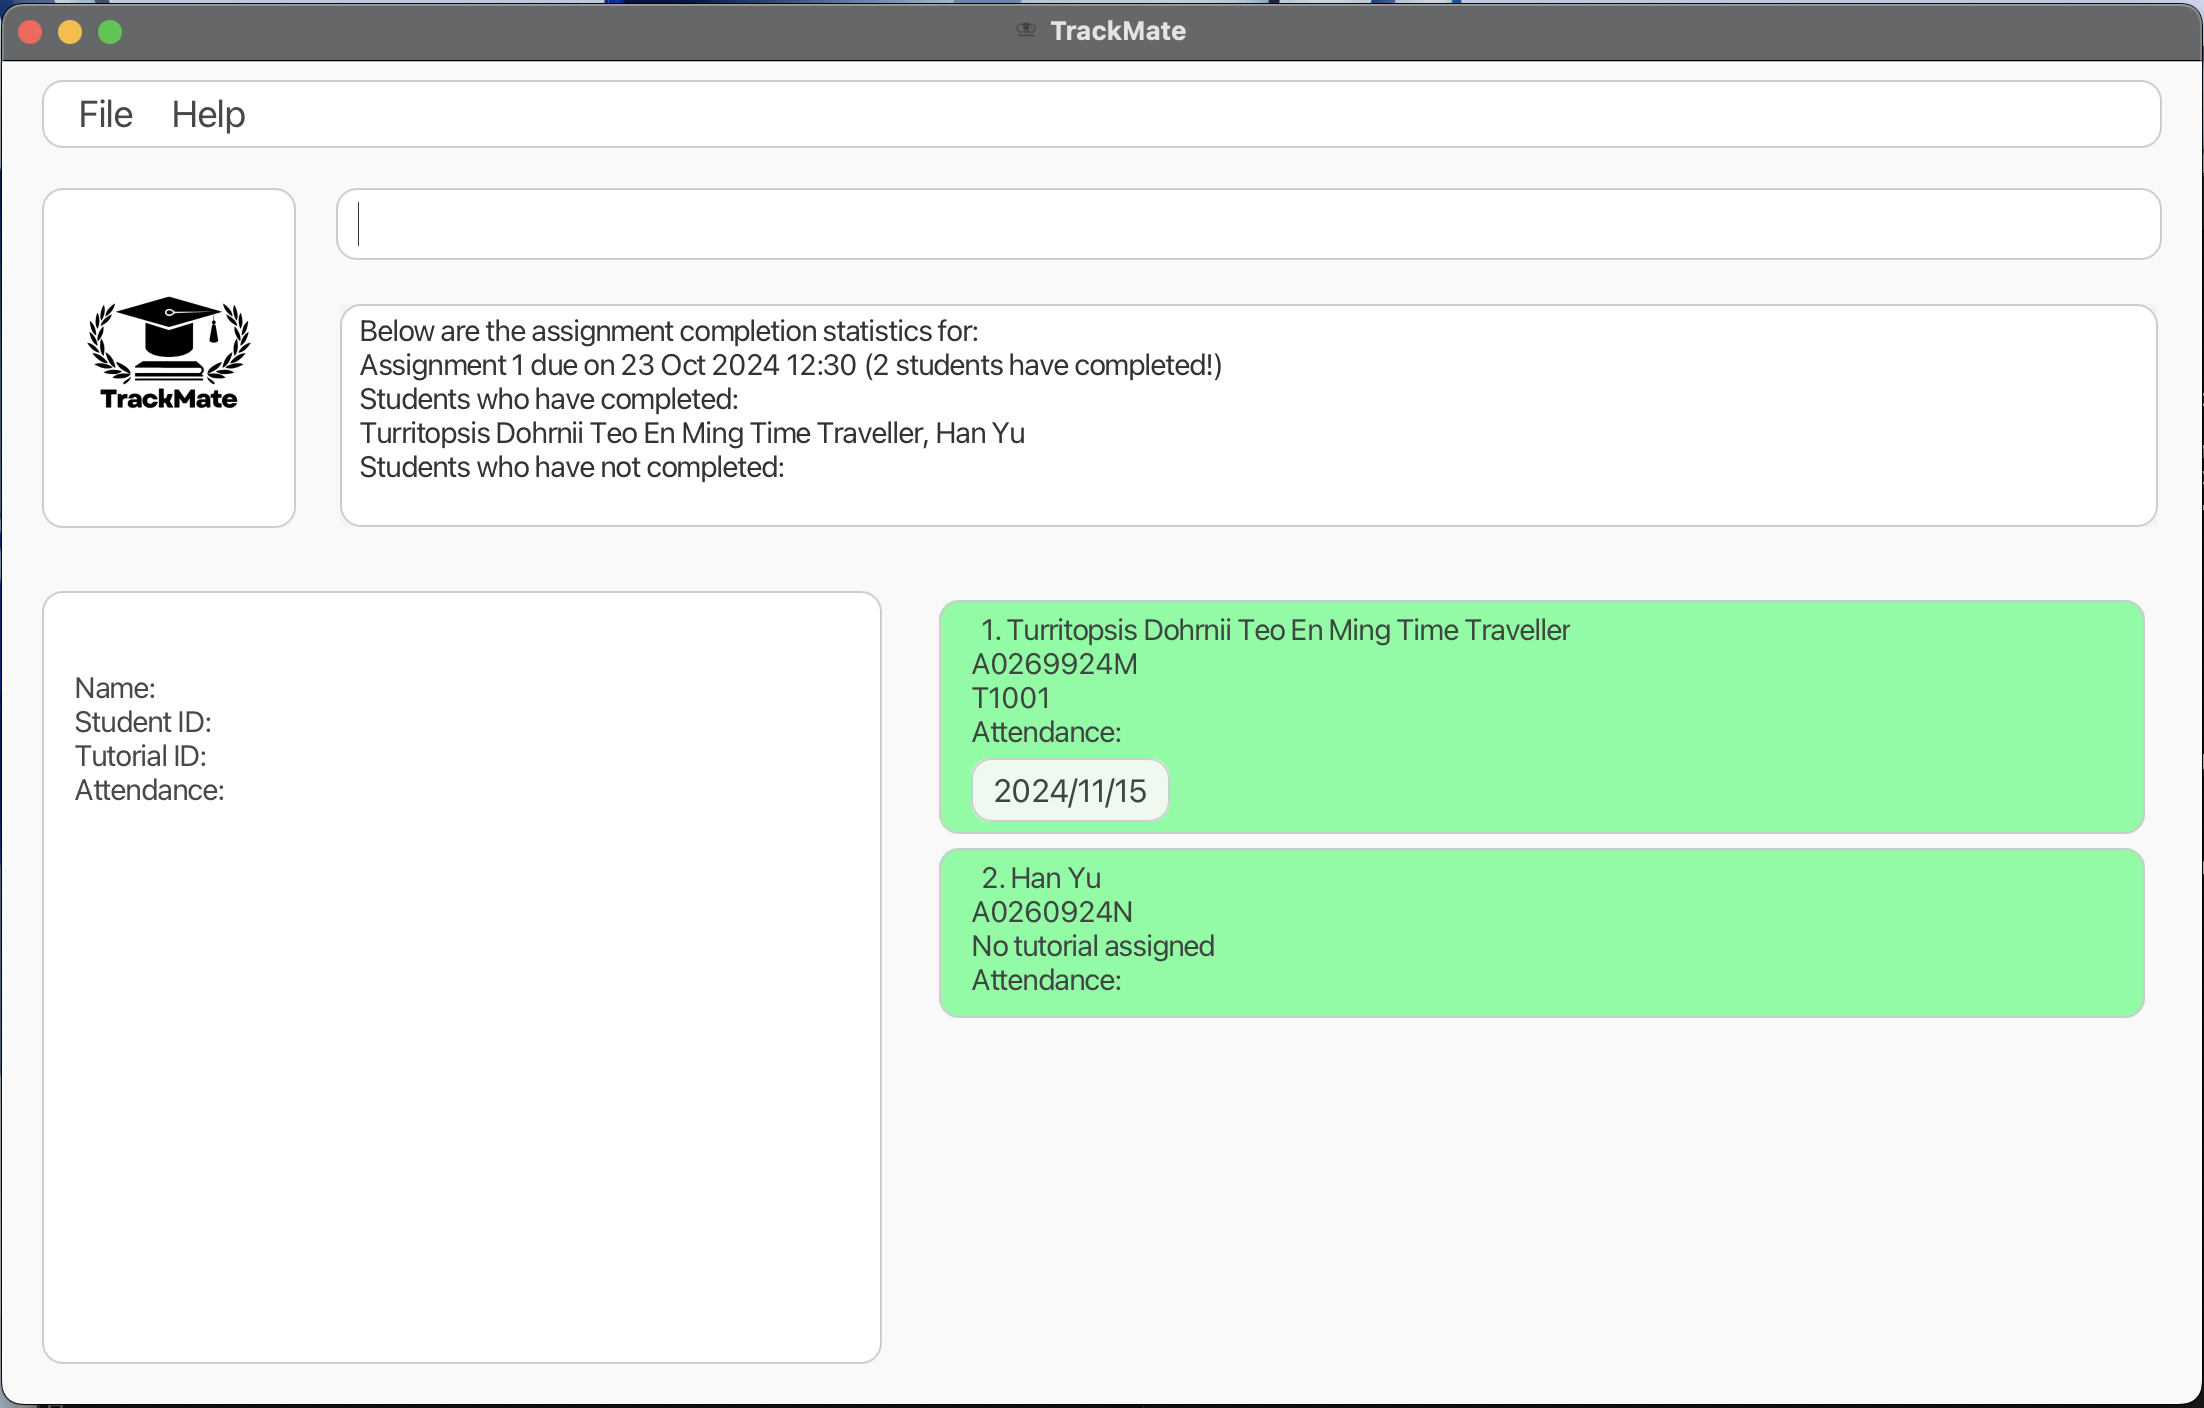 TrackMate
File Help
TrackMate
Below are the assignment completion statistics for:
Assignment 1 due on 23 Oct 2024 12:30 (2 students have completed!)
Students who have completed:
Turritopsis Dohrnii Teo En Ming Time Traveller, Han Yu
Students who have not completed:
Name:
Student ID:
Tutorial ID:
Attendance:
1. Turritopsis Dohrnii Teo En Ming Time Traveller
A0269924M
T1001
Attendance:
2024/11/15
2. Han Yu
A0260924N
No tutorial assigned
Attendance: